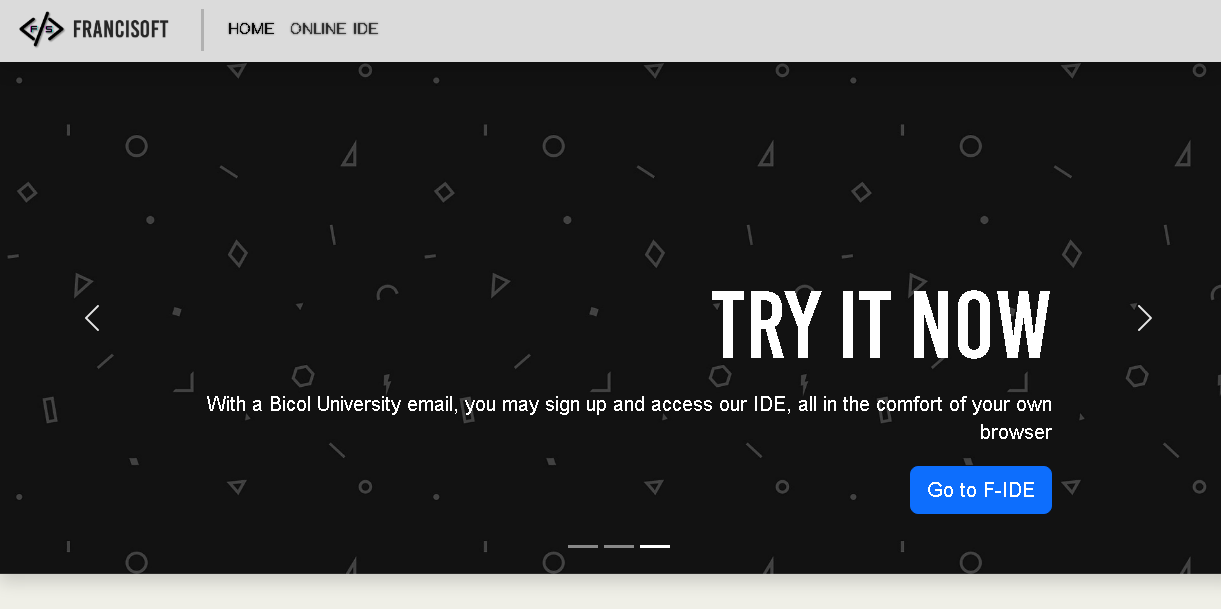 FS FRANCISOFT HOME ONLINE IDE
TRY IT NOW
With a Bicol University email, you may sign up and access our IDE, all in the comfort of your own
browser
Go to F-IDE